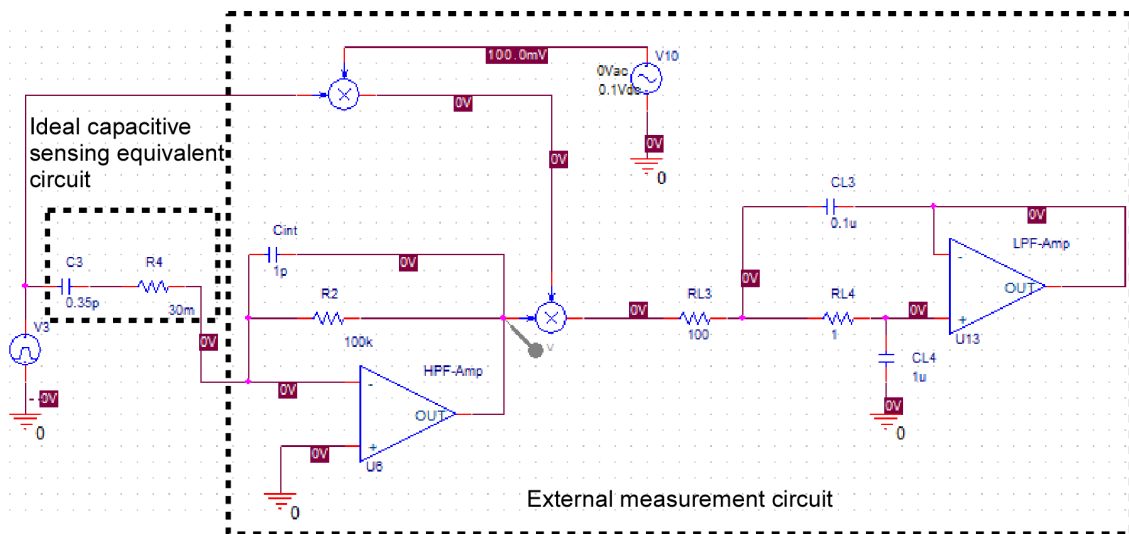 100.0mV
V10
0Vac
0.1Vdc
0V
0V
0V
0
Ideal capacitive
sensing equivalent
circuit
C3
0.35p
R4
30m
V3
0V
0V
0
Cint
1p
0V
R2
100k
HPF-Amp
0V
-
+
OUT
U6
0V
0
0V
RL3
100
CL3
0.1u
0V
LPF-Amp
RL4
1
0V
-
+
OUT
U13
CL4
1u
0V
0
V
External measurement circuit